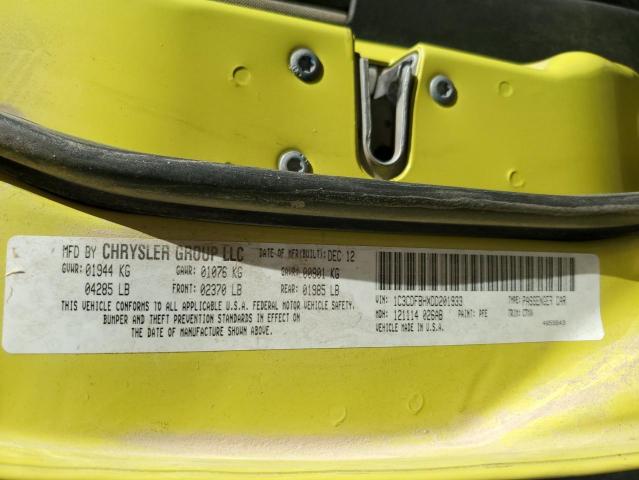 MFD BY CHRYSLER GROUP LLC DATE OF MFR(BUILT): DEC 12
GVWR: 01944 KG GAWR: 01076 KG GAWR: 00901 KG
04285 LB FRONT: 02370 LB REAR: 01985 LB
THIS VEHICLE CONFORMS TO ALL APPLICABLE U.S.A. FEDERAL MOTOR VEHICLE SAFETY,
BUMPER AND THEFT PREVENTION STANDARDS IN EFFECT ON
THE DATE OF MANUFACTURE SHOWN ABOVE.
VIN: 1C3CDFBHXDD201933 TYPE: PASSENGER CAR
MDH: 121114 026AB PAINT: PFE TRIM:
VEHICLE MADE IN U.S.A.